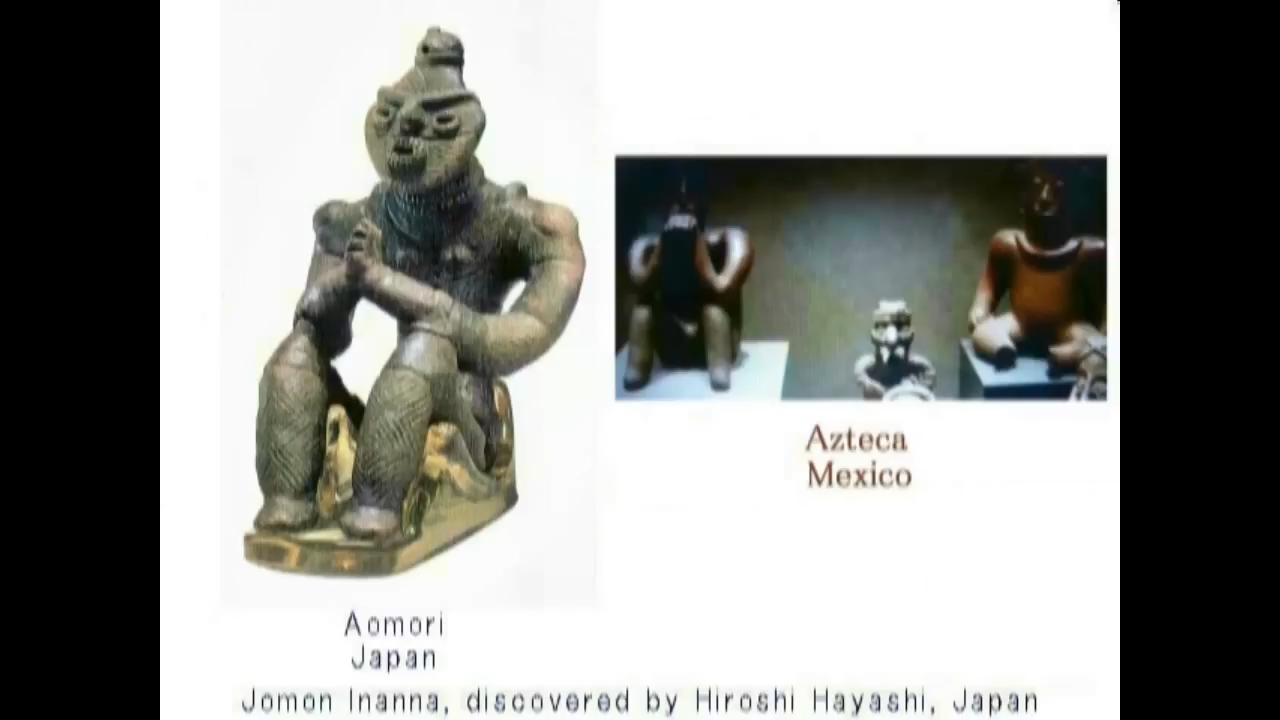 Azteca
Mexico
Aomori
Japan
Jomon Inanna, discovered by Hiroshi Hayashi, Japan